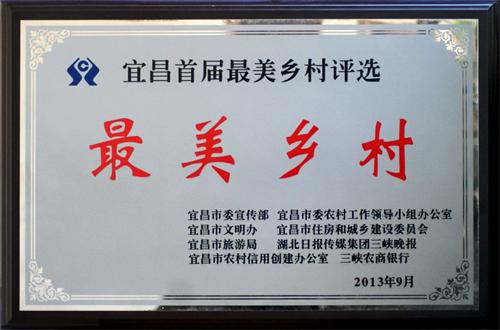 宜昌首届最美乡村评选
最美乡村
宜昌市委宣传部 宜昌市委农村工作领导小组办公室
宜昌市文明办 宜昌市住房和城乡建设委员会
宜昌市旅游局 湖北日报传媒集团三峡晚报
宜昌市农村信用创建办公室 三峡农商银行
2013年9月